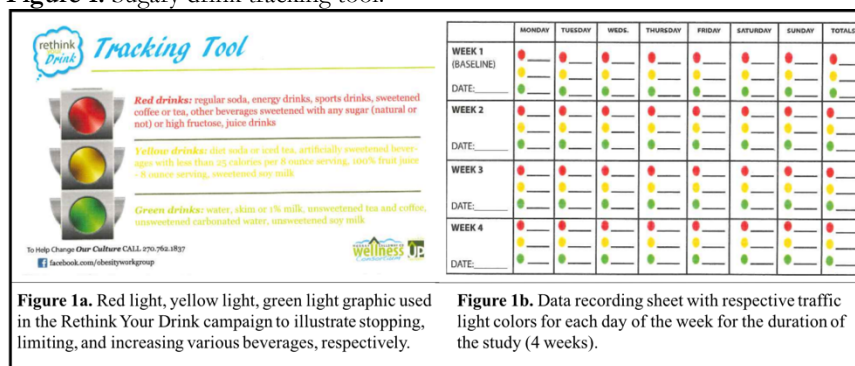 Figure 1. Sugary drink tracking tool.
rethink
your
Drink
Tracking Tool
Red drinks: regular soda, energy drinks, sports drinks, sweetened
coffee or tea, other beverages sweetened with any sugar (natural or
not) or high fructose, juice drinks
Yellow drinks: diet soda or iced tea, artificially sweetened bever-
ages with less than 25 calories per 8 ounce serving, 100% fruit juice
- 8 ounce serving, sweetened soy milk
Green drinks: water, skim or 1% milk, unsweetened tea and coffee,
unsweetened carbonated water, unsweetened soy milk
To Help Change Our Culture CALL 270.762.1837
facebook.com/obesityworkgroup
wellness UP
MONDAY TUESDAY WEDE. THURSDAY FRIDAY SATURDAY SUNDAY TOTALS
WEEK 1
(BASELINE)
DATE:
WEEK 2
DATE:
WEEK 3
DATE:
WEEK 4
DATE:
Figure 1a. Red light, yellow light, green light graphic used
in the Rethink Your Drink campaign to illustrate stopping,
limiting, and increasing various beverages, respectively.
Figure 1b. Data recording sheet with respective traffic
light colors for each day of the week for the duration of
the study (4 weeks).